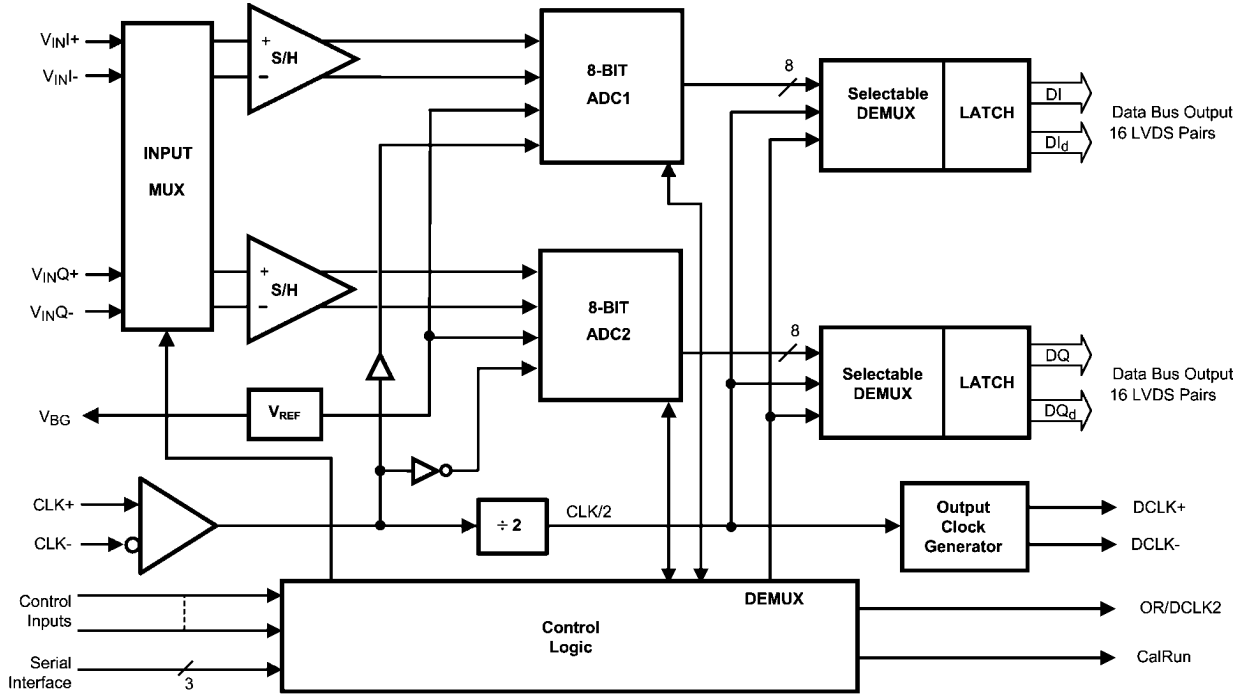 VINI+
VINI-
VINQ+
VINQ-
INPUT
MUX
+
S/H
−
+
S/H
−
8-BIT
ADC1
8-BIT
ADC2
8
Selectable
DEMUX
LATCH
DI
DId
Data Bus Output
16 LVDS Pairs
8
Selectable
DEMUX
LATCH
DQ
DQd
Data Bus Output
16 LVDS Pairs
VBG
VREF
CLK+
CLK-
÷ 2
CLK/2
Output
Clock
Generator
DCLK+
DCLK-
Control
Inputs
Serial
Interface
3
DEMUX
Control
Logic
OR/DCLK2
CalRun